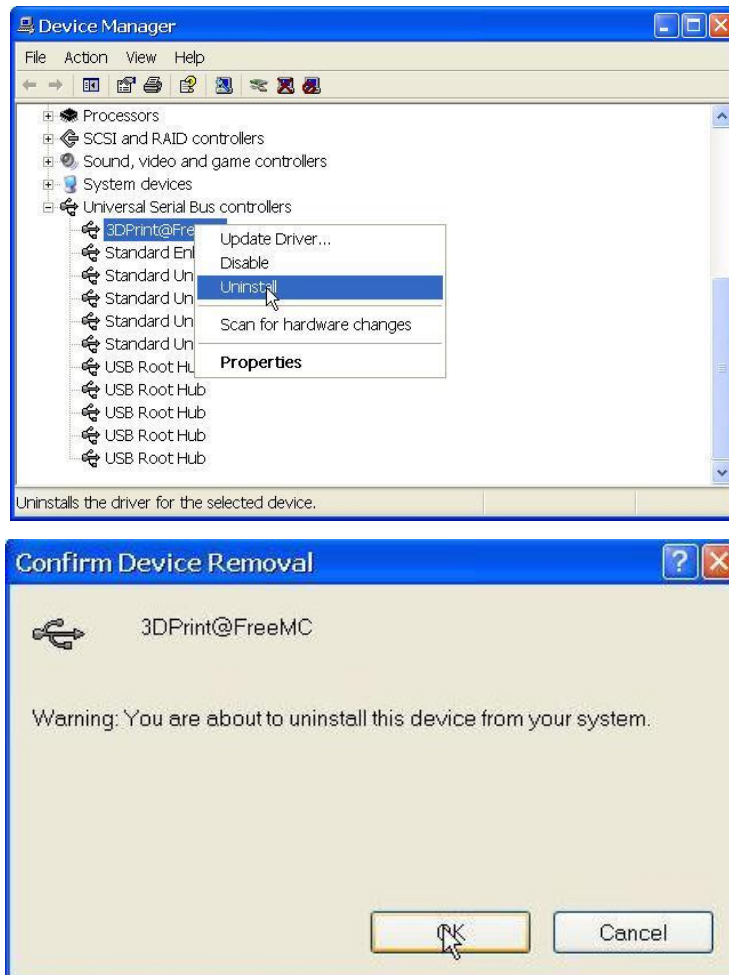 Device Manager
File Action View Help
Processors
SCSI and RAID controllers
Sound, video and game controllers
System devices
Universal Serial Bus controllers
3DPrint@Fre
Update Driver...
Standard En
Disable
Standard Un
Uninstall
Standard Un
Standard Un
Scan for hardware changes
Standard Un
USB Root Hu
Properties
USB Root Hub
USB Root Hub
USB Root Hub
USB Root Hub
Uninstalls the driver for the selected device.
Confirm Device Removal
3DPrint@FreeMC
Warning: You are about to uninstall this device from your system.
OK Cancel